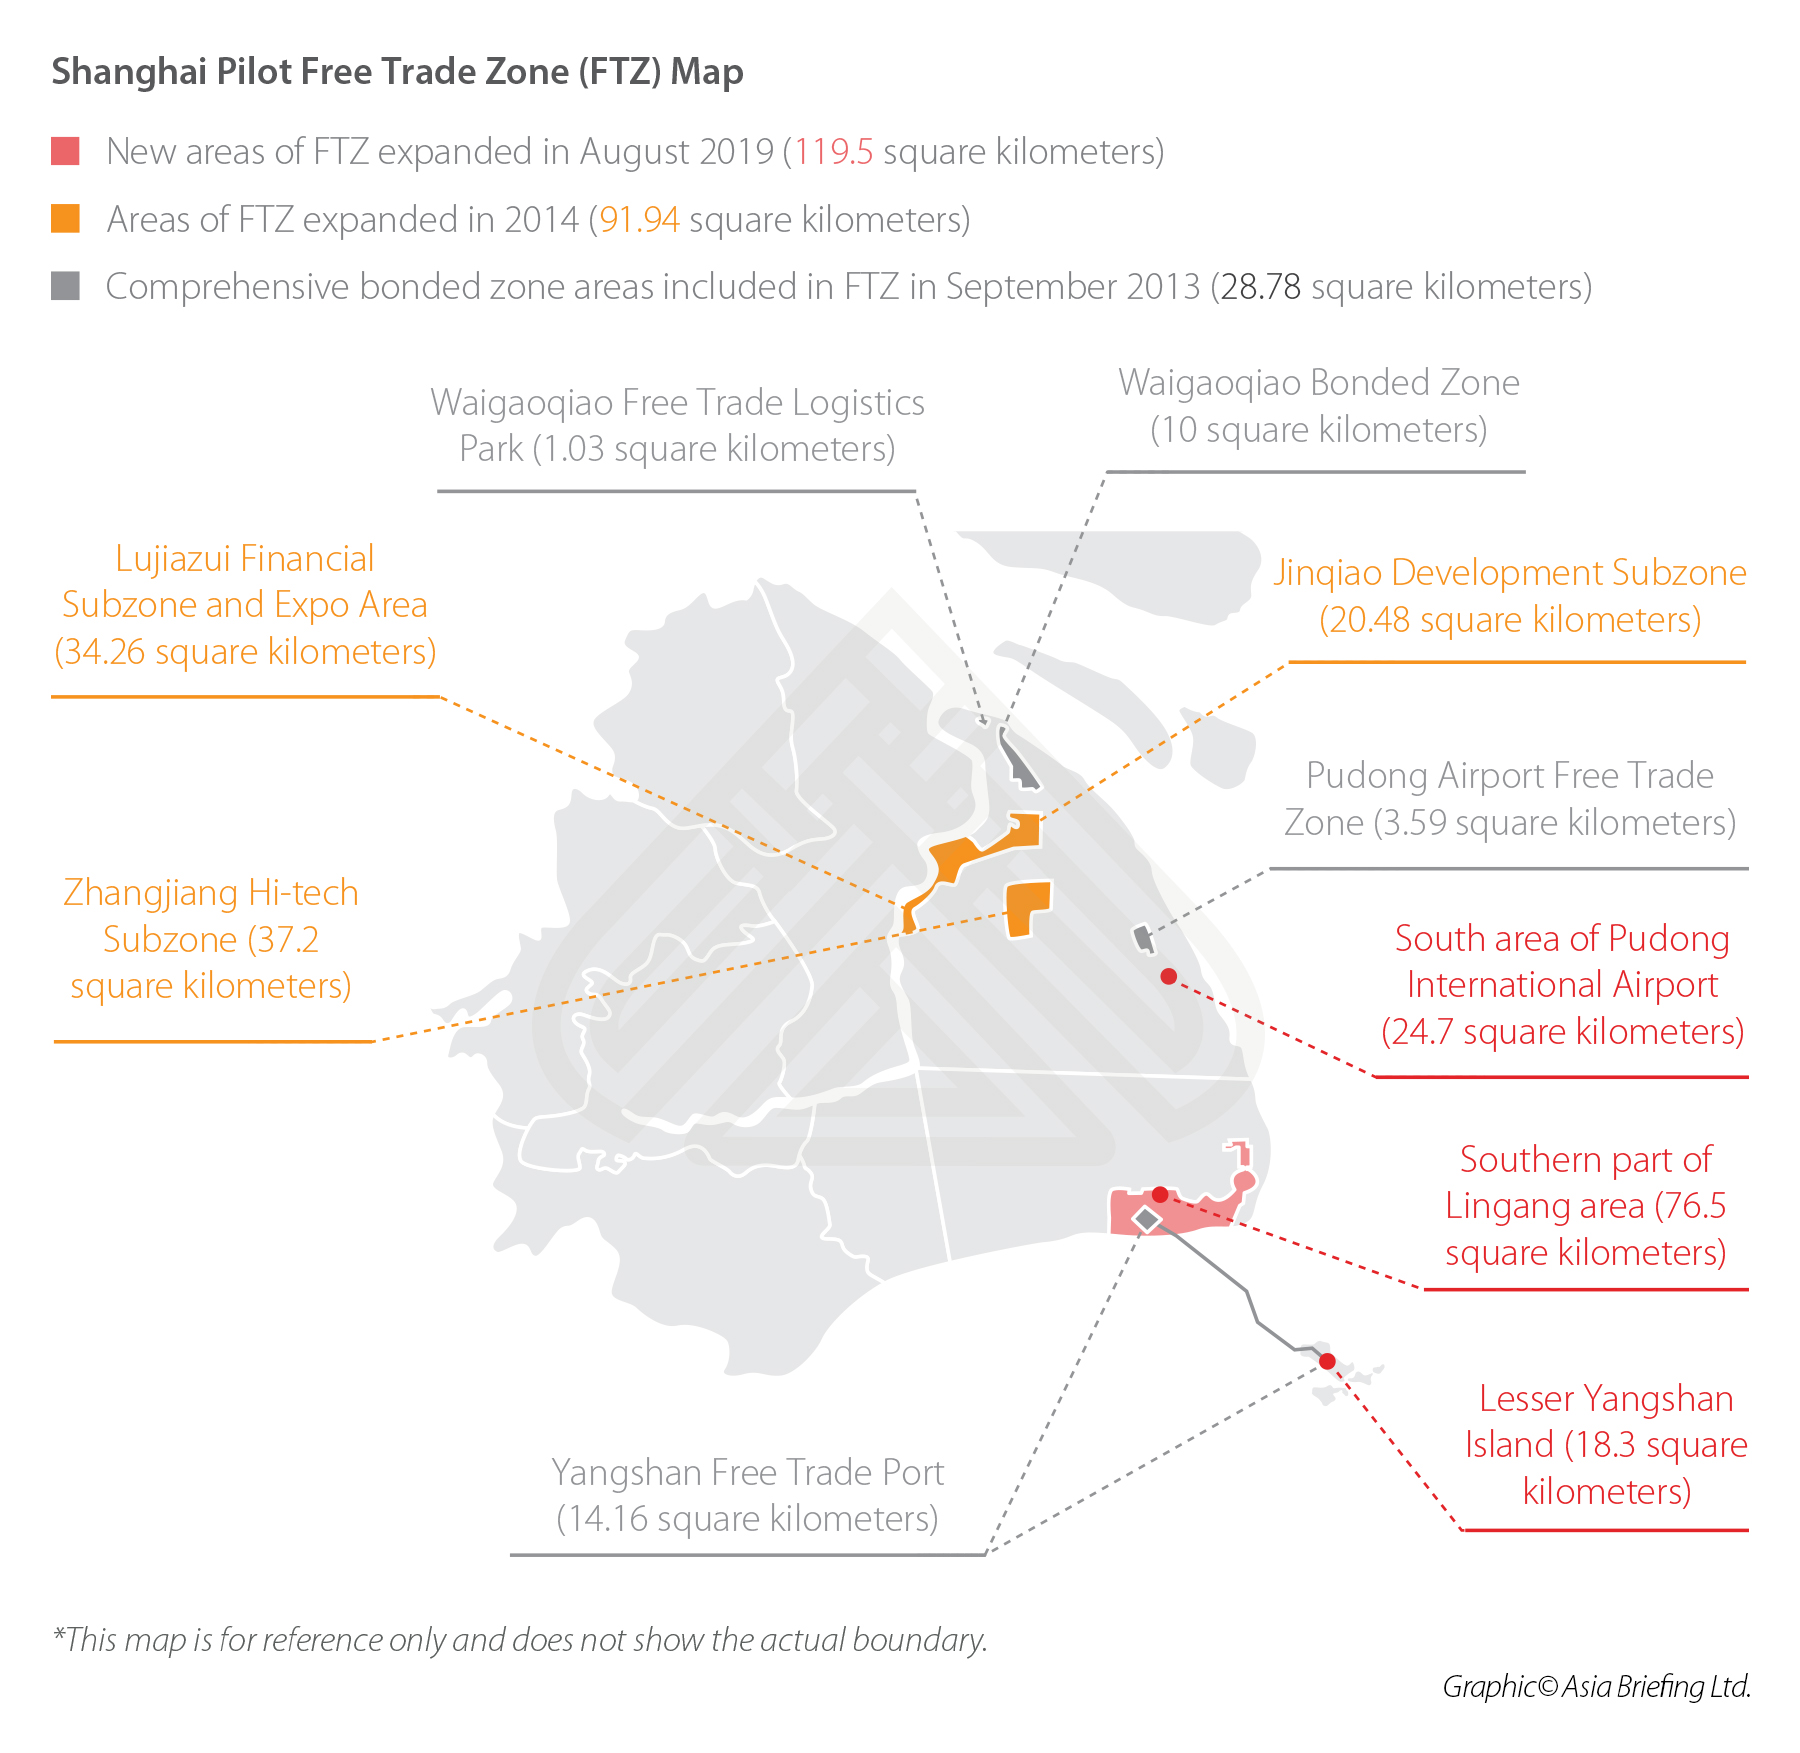 Shanghai Pilot Free Trade Zone (FTZ) Map
New areas of FTZ expanded in August 2019 (119.5 square kilometers)
Areas of FTZ expanded in 2014 (91.94 square kilometers)
Comprehensive bonded zone areas included in FTZ in September 2013 (28.78 square kilometers)
Waigaoqiao Free Trade Logistics
Park (1.03 square kilometers)
Waigaoqiao Bonded Zone
(10 square kilometers)
Lujiazui Financial
Subzone and Expo Area
(34.26 square kilometers)
Jinqiao Development Subzone
(20.48 square kilometers)
Pudong Airport Free Trade
Zone (3.59 square kilometers)
Zhangjiang Hi-tech
Subzone (37.2
square kilometers)
South area of Pudong
International Airport
(24.7 square kilometers)
Southern part of
Lingang area (76.5
square kilometers)
Lesser Yangshan
Island (18.3 square
kilometers)
Yangshan Free Trade Port
(14.16 square kilometers)
*This map is for reference only and does not show the actual boundary.
Graphic© Asia Briefing Ltd.